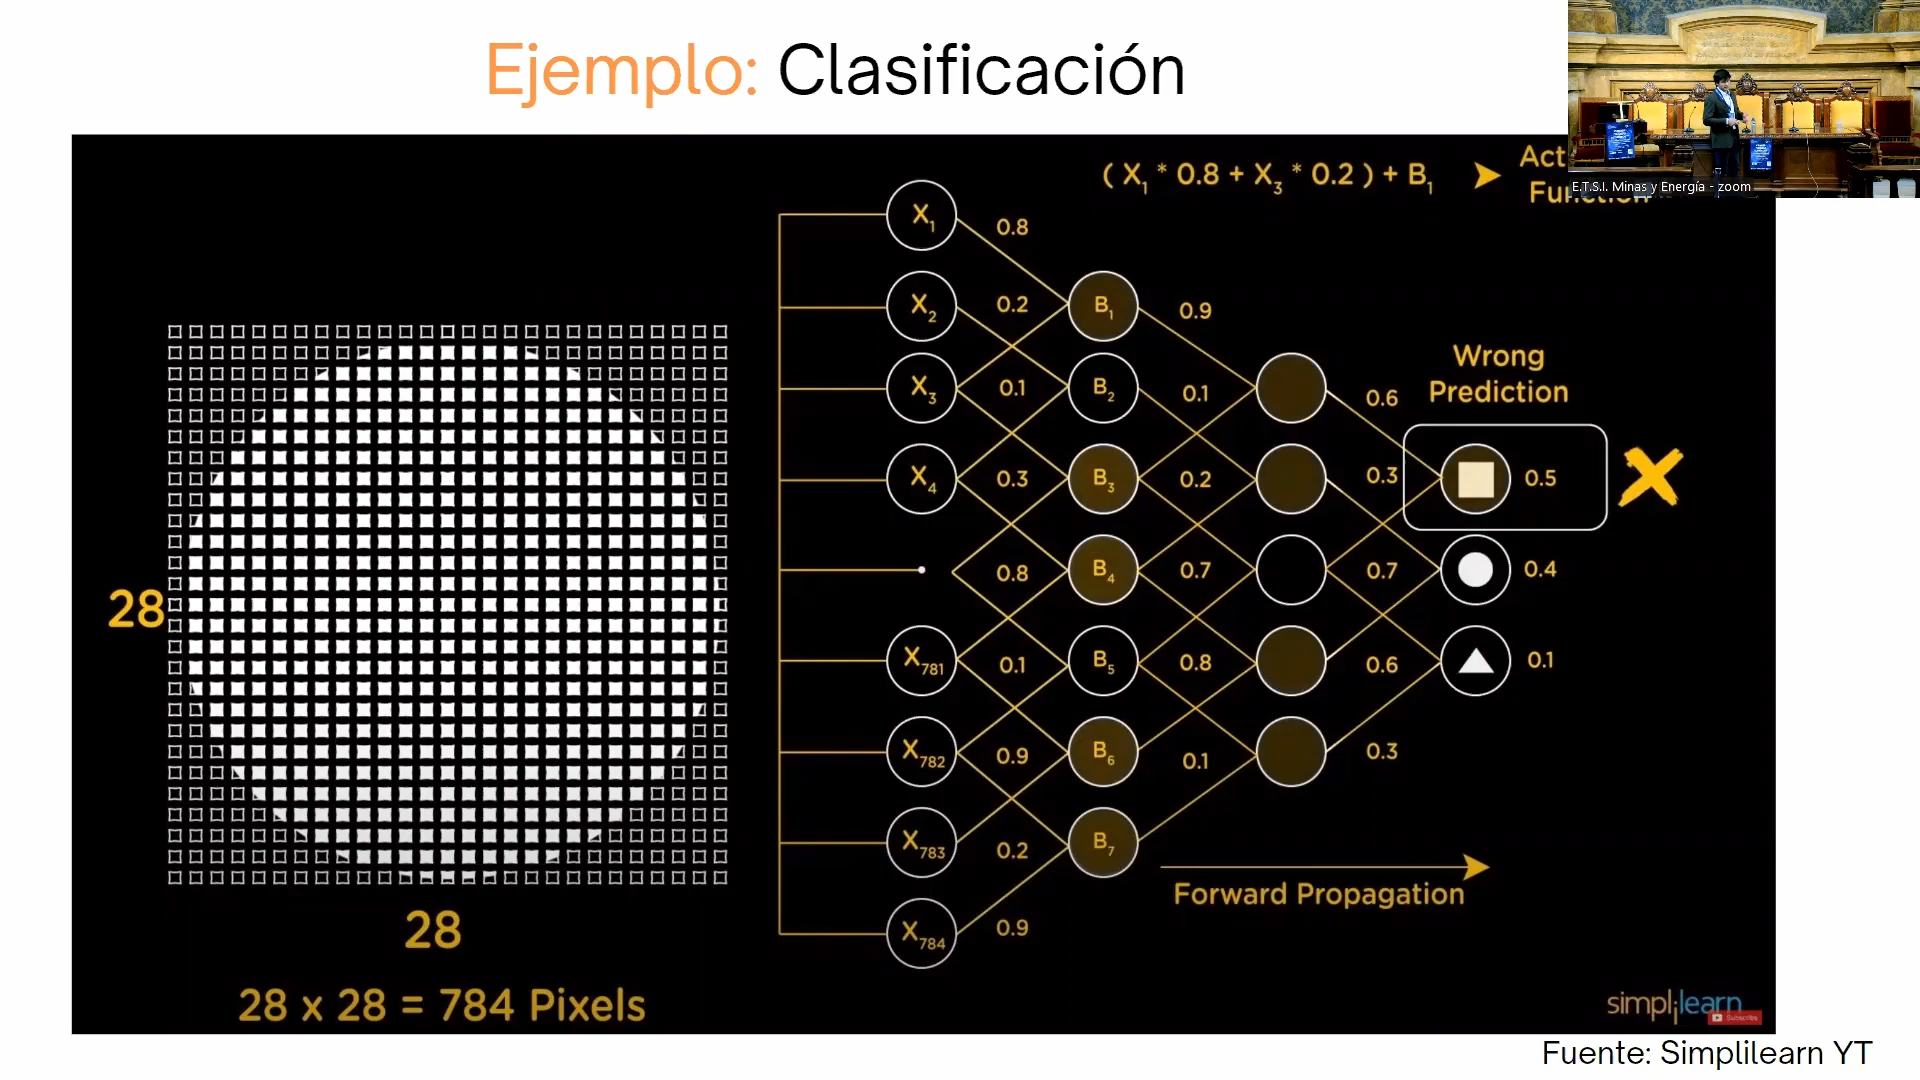 Ejemplo: Clasificación
( X1 * 0.8 + X3 * 0.2 ) + B1
Act
Function
E.T.S.I. Minas y Energía - zoom
X1
0.8
X2
0.2
B1
0.9
X3
0.1
B2
0.1
0.6
Wrong
Prediction
X4
0.3
B3
0.2
0.3
0.5
0.8
B4
0.7
0.7
0.4
X781
0.1
B5
0.8
0.6
0.1
X782
0.9
B6
0.1
0.3
X783
0.2
B7
X784
0.9
Forward Propagation
28
28
28 x 28 = 784 Pixels
simplilearn
Subscribe
Fuente: Simplilearn YT